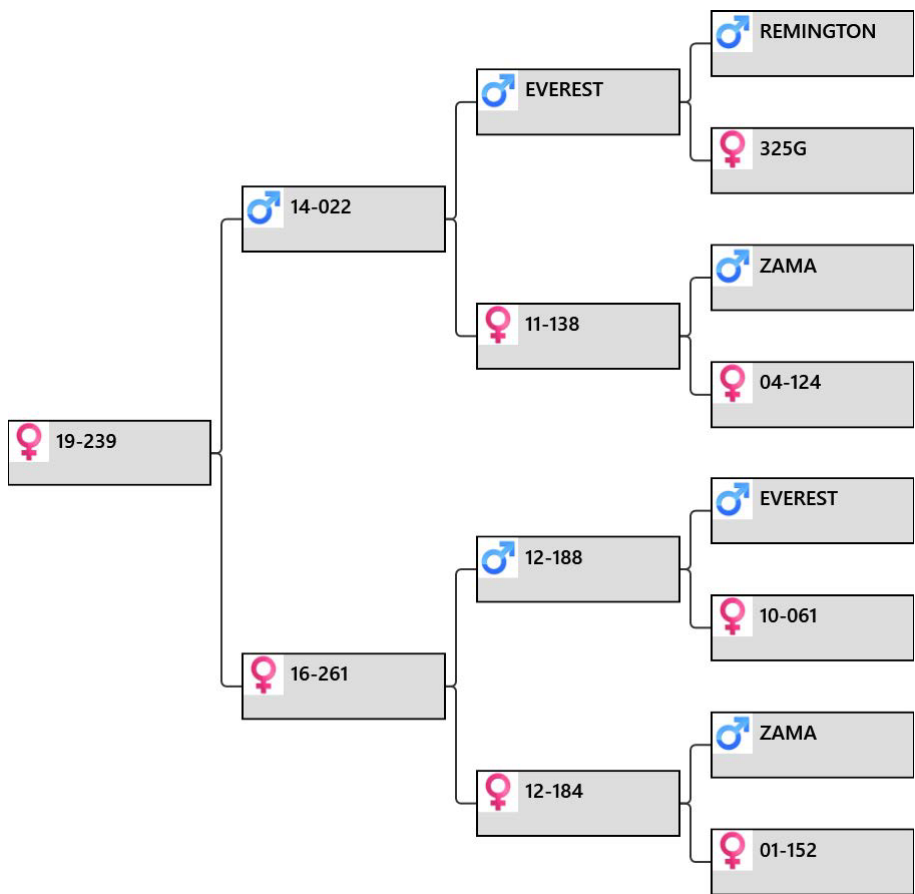 REMINGTON
EVEREST
325G
14-022
ZAMA
11-138
04-124
19-239
EVEREST
12-188
10-061
16-261
ZAMA
12-184
01-152